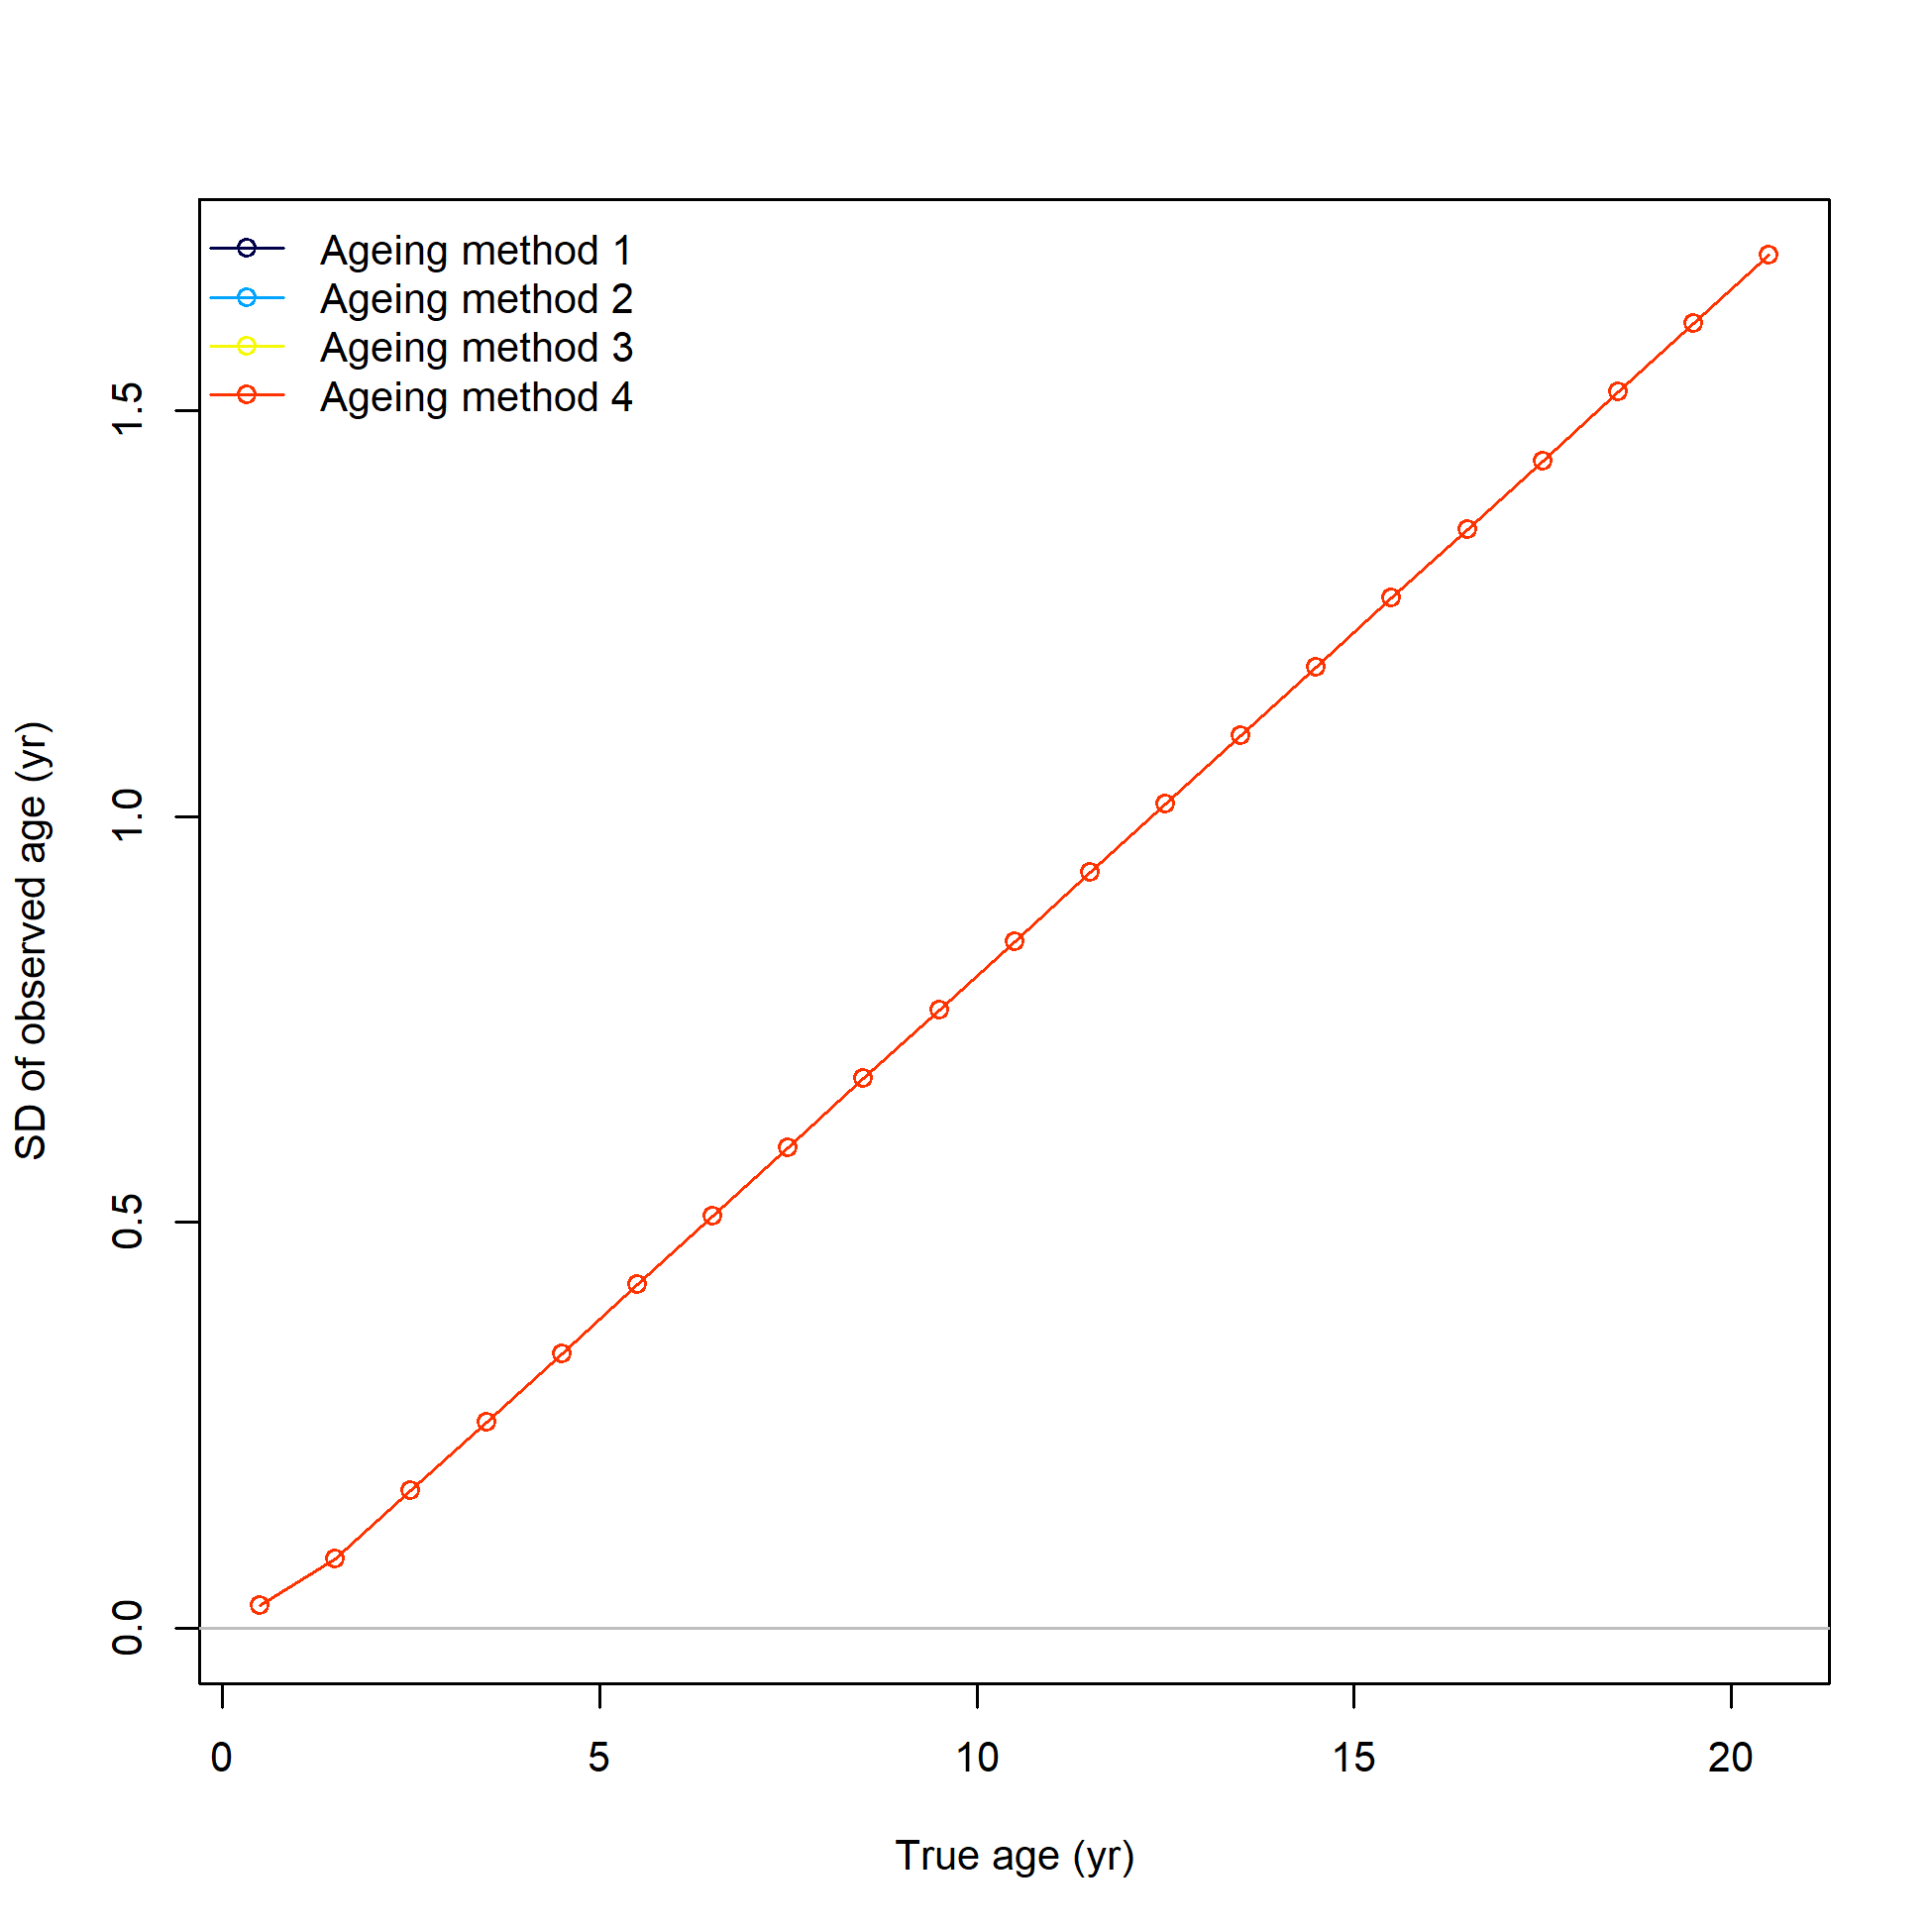 Ageing method 1
Ageing method 2
Ageing method 3
Ageing method 4
SD of observed age (yr)
1.5
1.0
0.5
0.0
0 5 10 15 20
True age (yr)